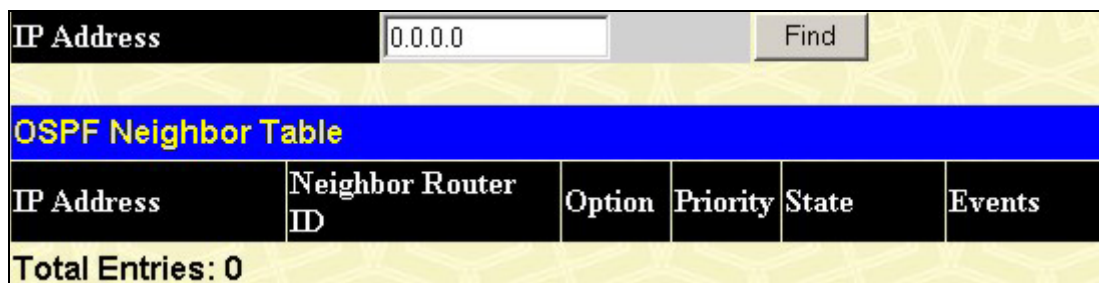 IP Address 0.0.0.0 Find
OSPF Neighbor Table
IP Address Neighbor Router ID Option Priority State Events
Total Entries: 0